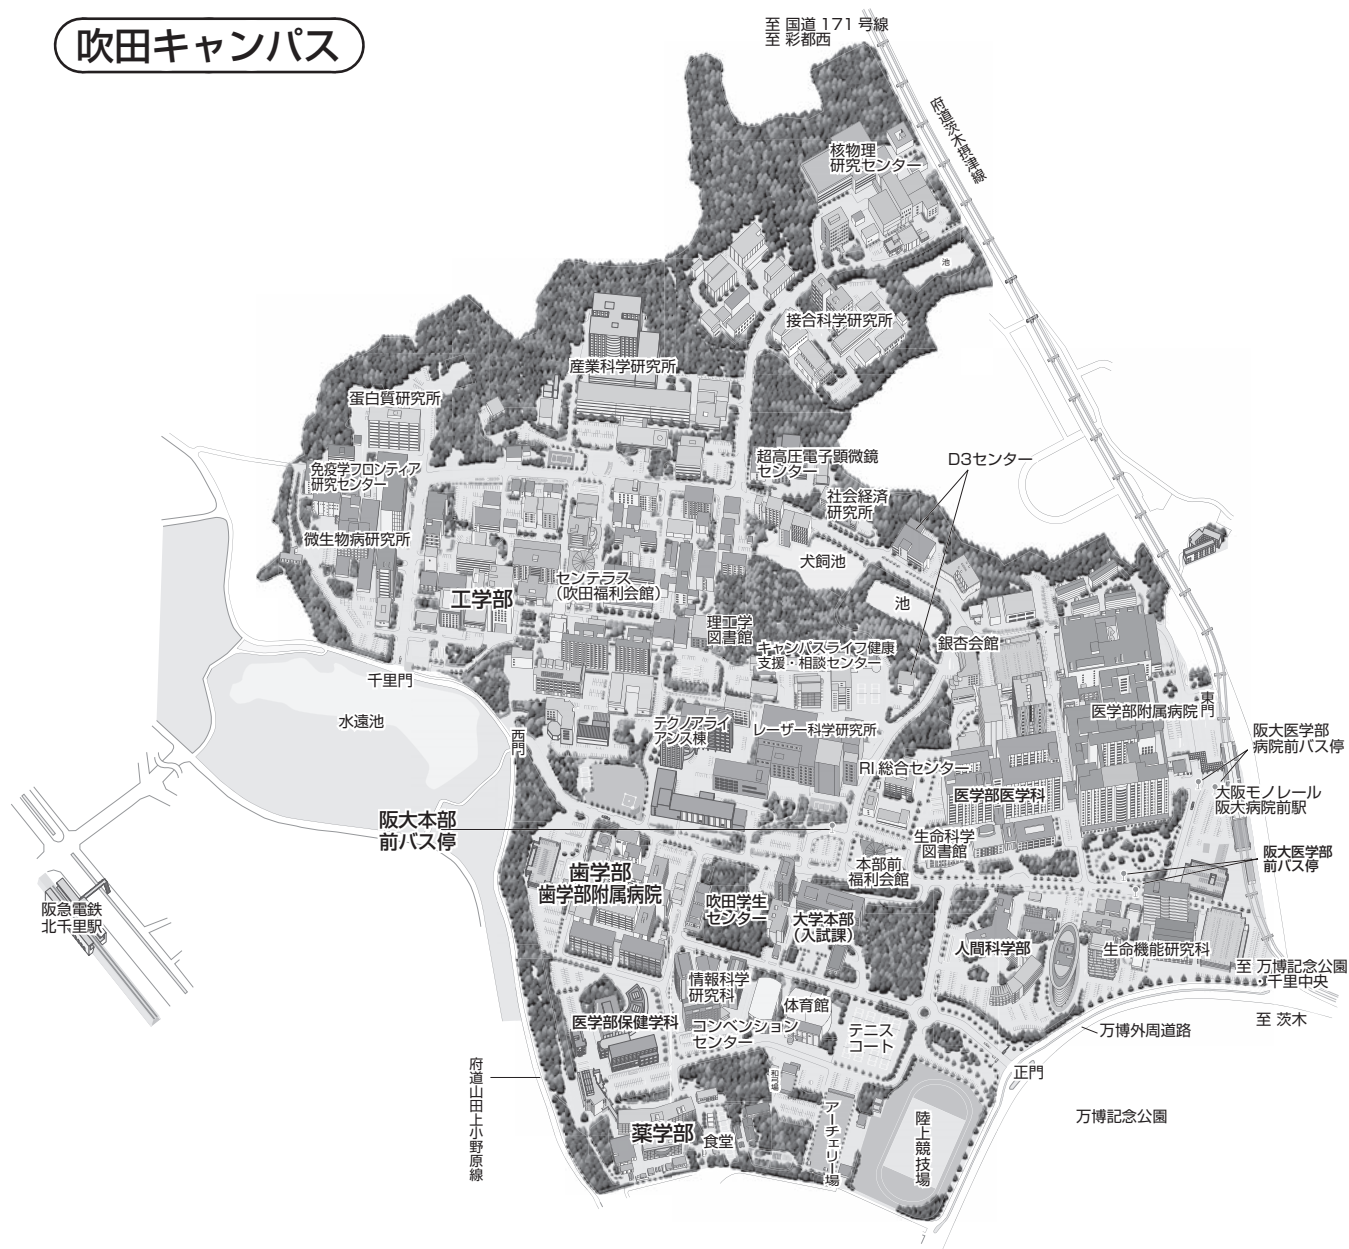 吹田キャンパス
至 国道 171 号線
至 彩都西
府道茨木摂津線
核物理
研究センター
池
接合科学研究所
産業科学研究所
蛋白質研究所
超高圧電子顕微鏡
センター
D3センター
免疫学フロンティア
研究センター
社会経済
研究所
微生物病研究所
犬飼池
センテラス
(吹田福利会館)
工学部
池
理工学
図書館
銀杏会館
キャンパスライフ健康
支援・相談センター
千里門
水遠池
西門
テクノアライ
アンス棟
レーザー科学研究所
医学部附属病院
東門
阪大医学部
病院前バス停
RI 総合センター
医学部医学科
大阪モノレール
阪大病院前駅
阪大本部
前バス停
生命科学
図書館
阪大医学部
前バス停
本部前
福利会館
歯学部
歯学部附属病院
吹田学生
センター
大学本部
(入試課)
阪急電鉄
北千里駅
人間科学部
生命機能研究科
至 万博記念公園
・千里中央
情報科学
研究科
体育館
至 茨木
医学部保健学科
コンベンション
センター
テニス
コート
万博外周道路
正門
府道山田上小野原線
万博記念公園
アーチェリー場
陸上競技場
薬学部
食堂